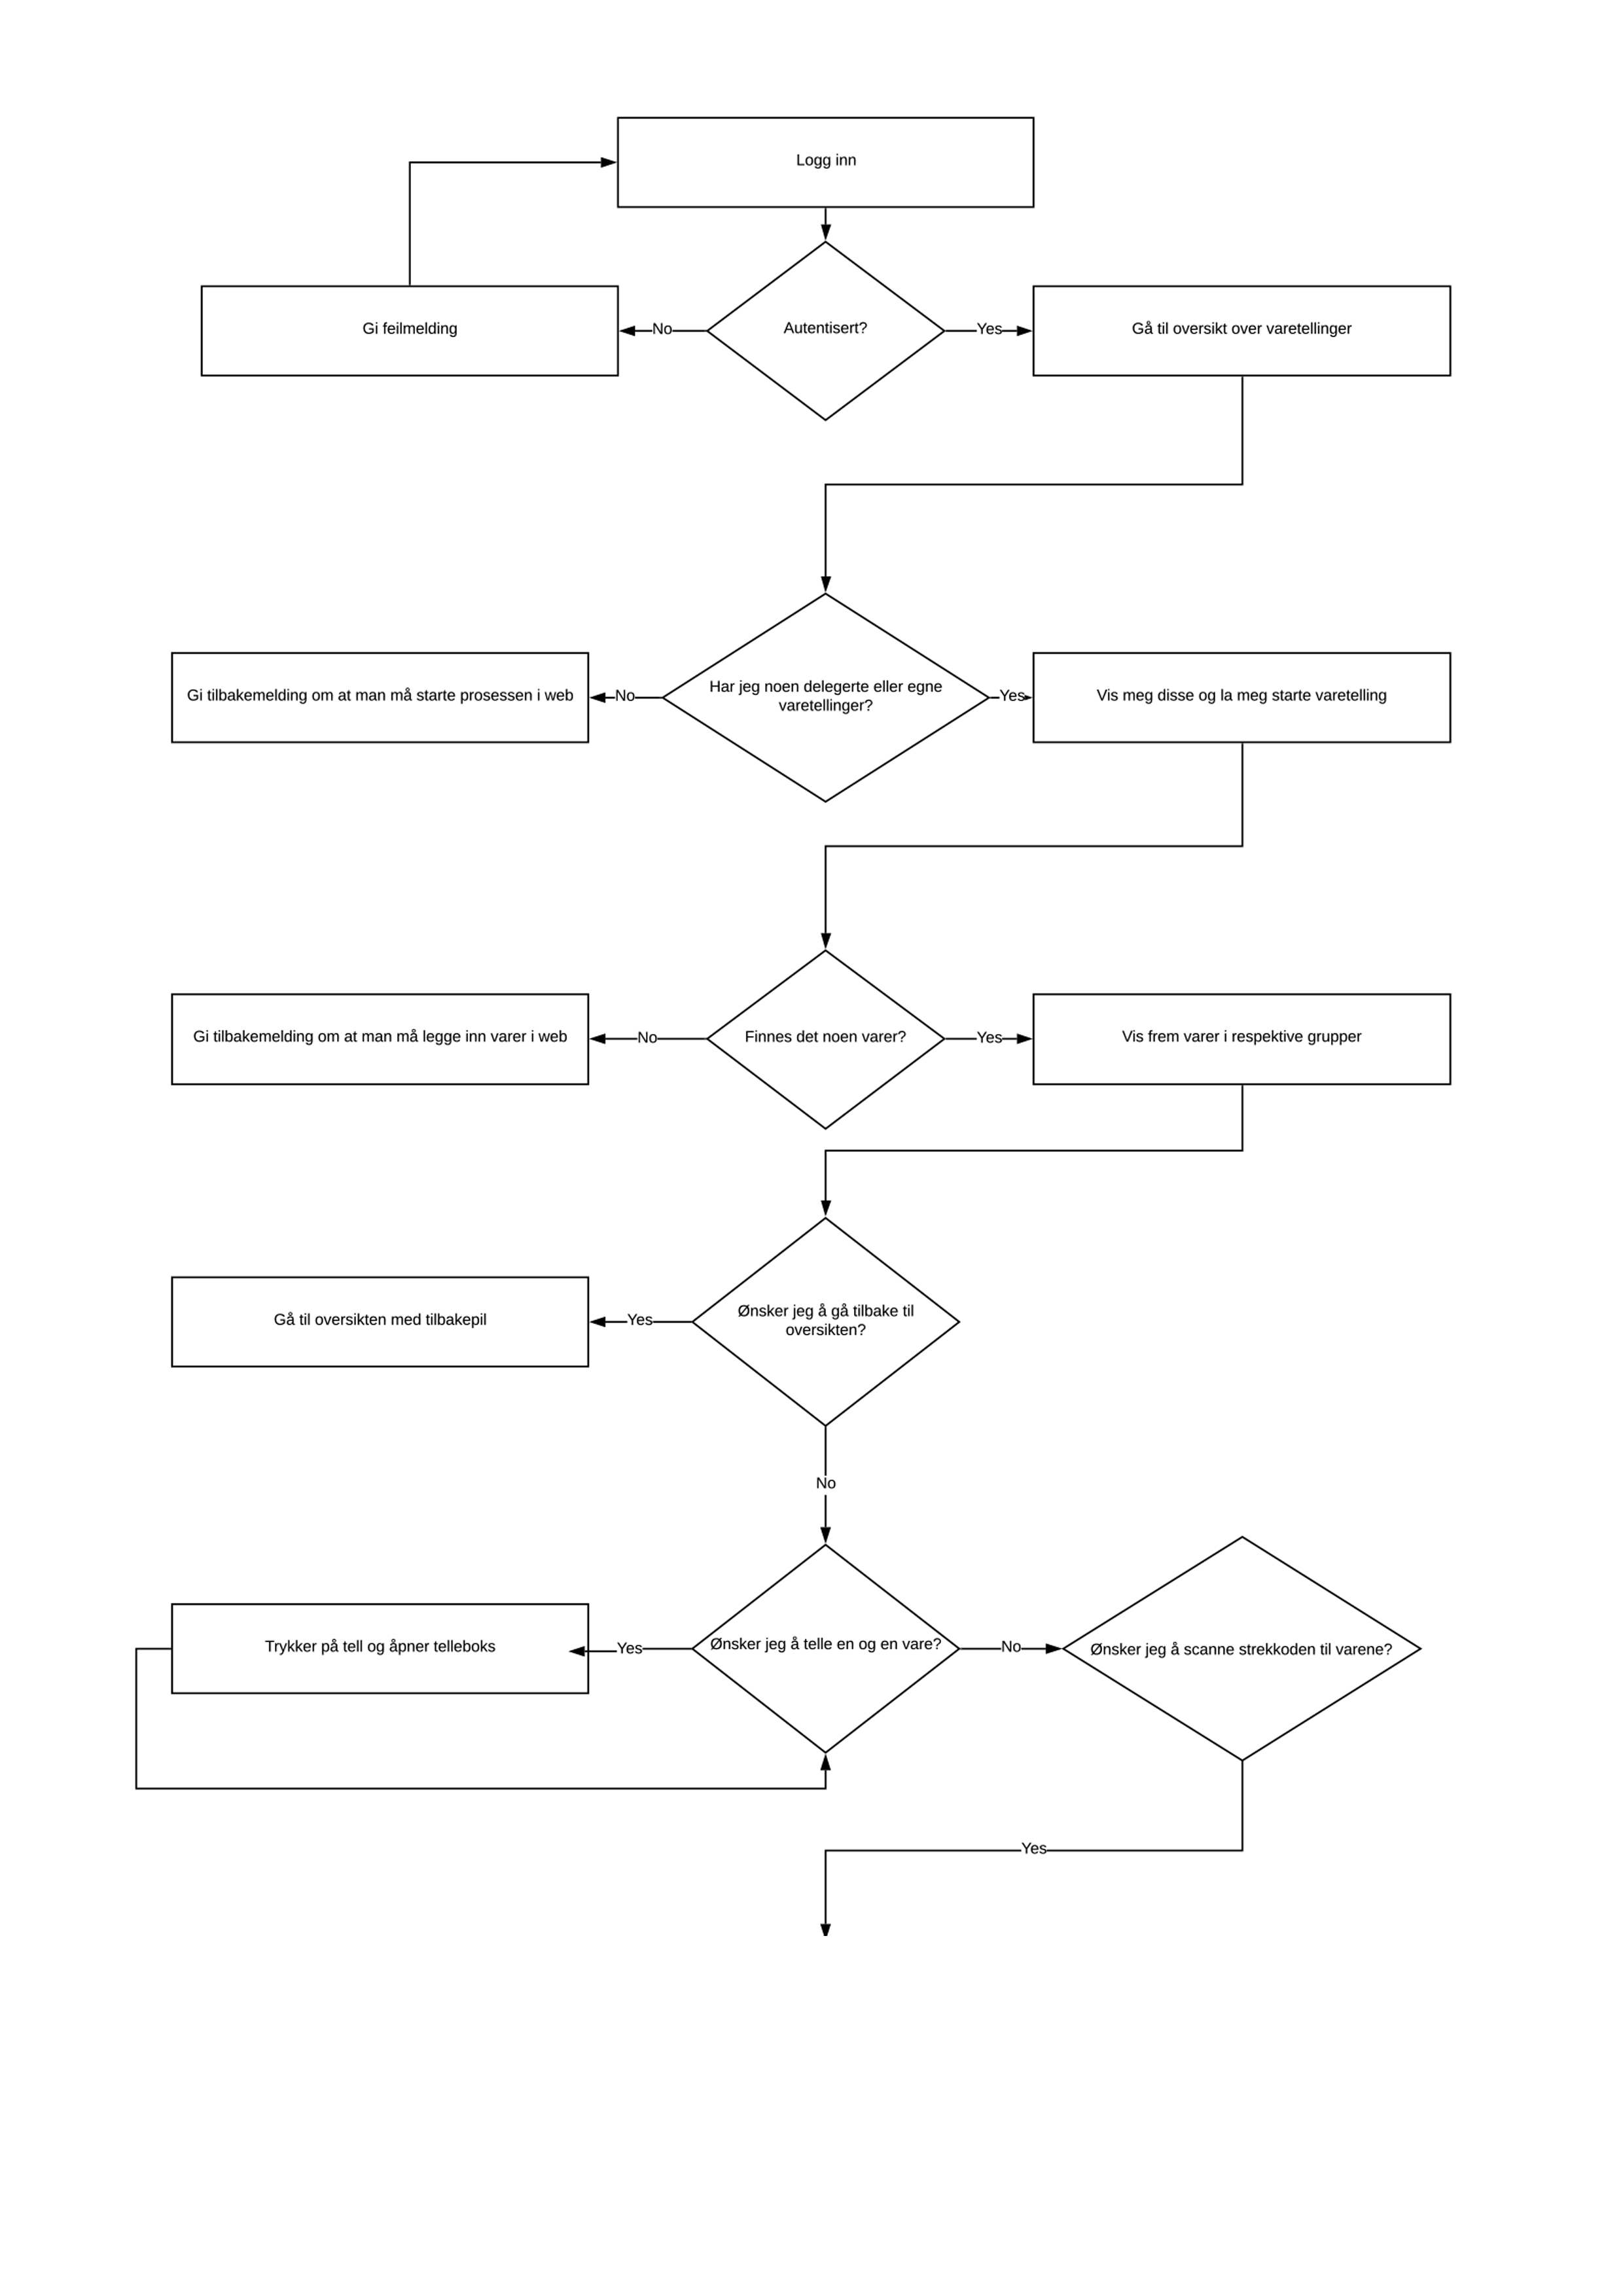 Logg inn
Gi feilmelding
No
Autentisert?
Yes
Gå til oversikt over varetellinger
Gi tilbakemelding om at man må starte prosessen i web
No
Har jeg noen delegerte eller egne
varetellinger?
Yes
Vis meg disse og la meg starte varetelling
Gi tilbakemelding om at man må legge inn varer i web
No
Finnes det noen varer?
Yes
Vis frem varer i respektive grupper
Gå til oversikten med tilbakepil
Yes
Ønsker jeg å gå tilbake til
oversikten?
No
Trykker på tell og åpner telleboks
Yes
Ønsker jeg å telle en og en vare?
No
Ønsker jeg å scanne strekkoden til varene?
Yes